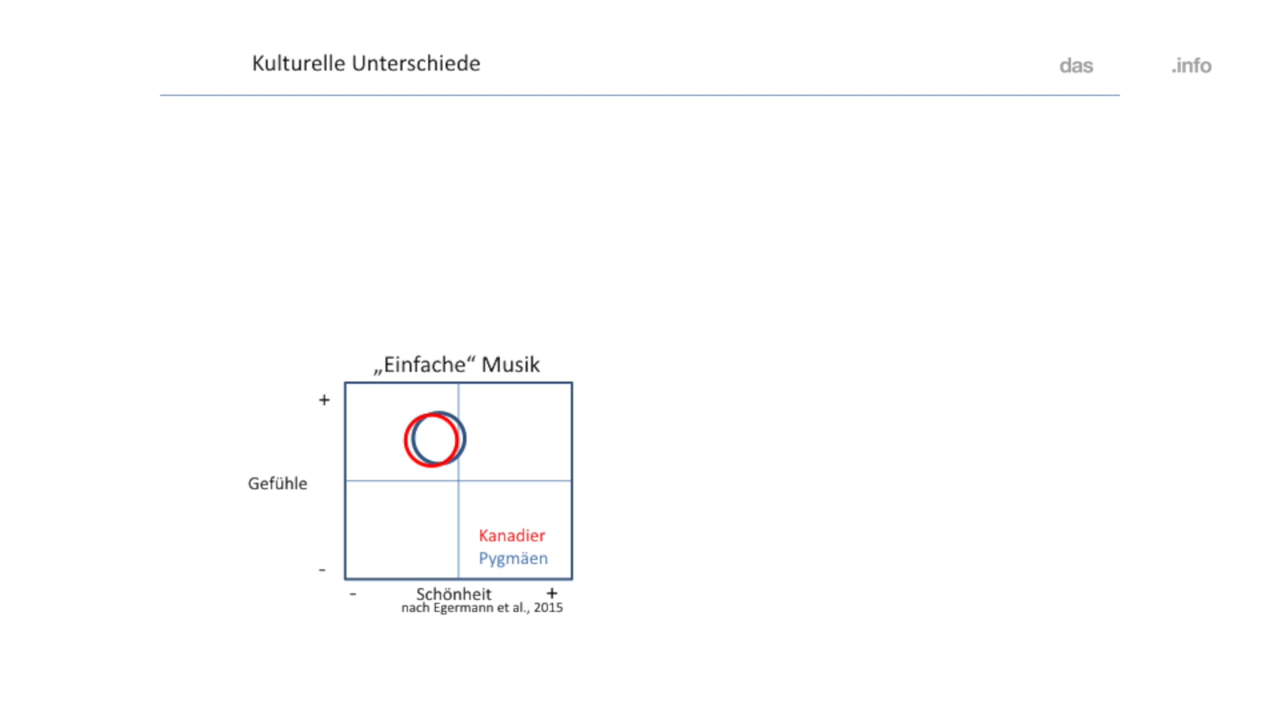 Kulturelle Unterschiede
das .info
„Einfache“ Musik
+
Gefühle
Kanadier
Pygmäen
-
- Schönheit +
nach Egermann et al., 2015